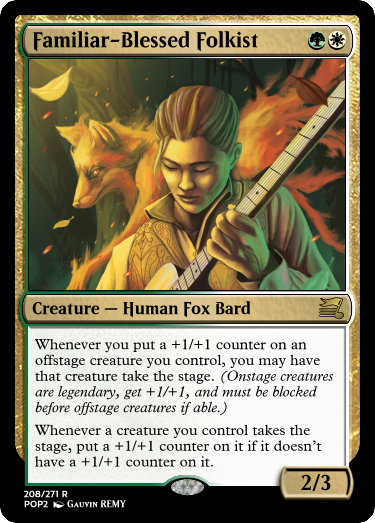 Familiar-Blessed Folkist
Creature — Human Fox Bard
Whenever you put a +1/+1 counter on an
offstage creature you control, you may have
that creature take the stage. (Onstage creatures
are legendary, get +1/+1, and must be blocked
before offstage creatures if able.)
Whenever a creature you control takes the
stage, put a +1/+1 counter on it if it doesn't
have a +1/+1 counter on it.
2/3
208/271 R
POP2 Gauvin Remy